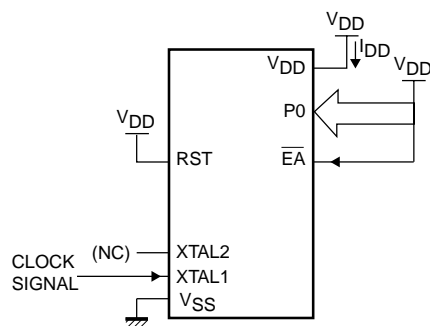 VDD
IDD
VDD
VDD
P0
VDD
RST
EA
(NC)
XTAL2
CLOCK
SIGNAL
XTAL1
VSS